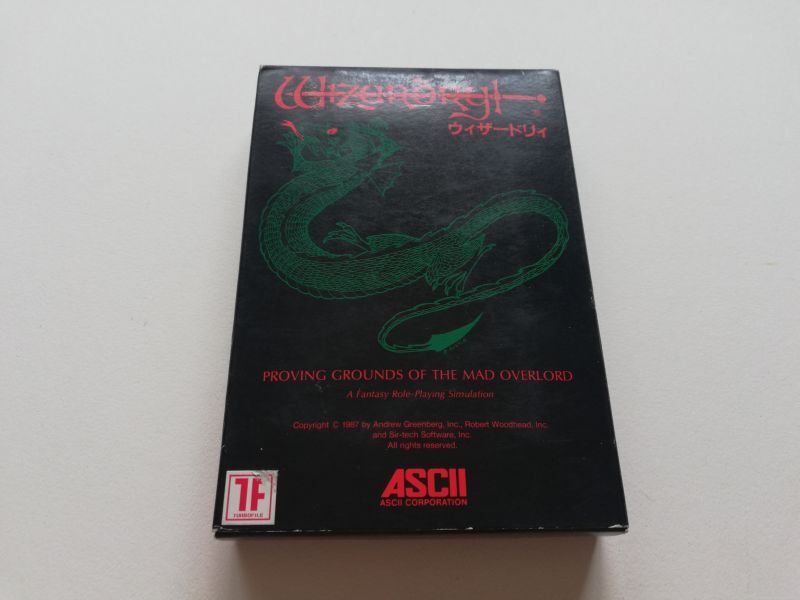 Wizardry
ウィザードリィ
PROVING GROUNDS OF THE MAD OVERLORD
A Fantasy Role-Playing Simulation
Copyright © 1987 by Andrew Greenberg, Inc., Robert Woodhead, Inc.
and Sir-tech Software, Inc.
All rights reserved.
ASCII
ASCII CORPORATION
TF
TURBOFILE